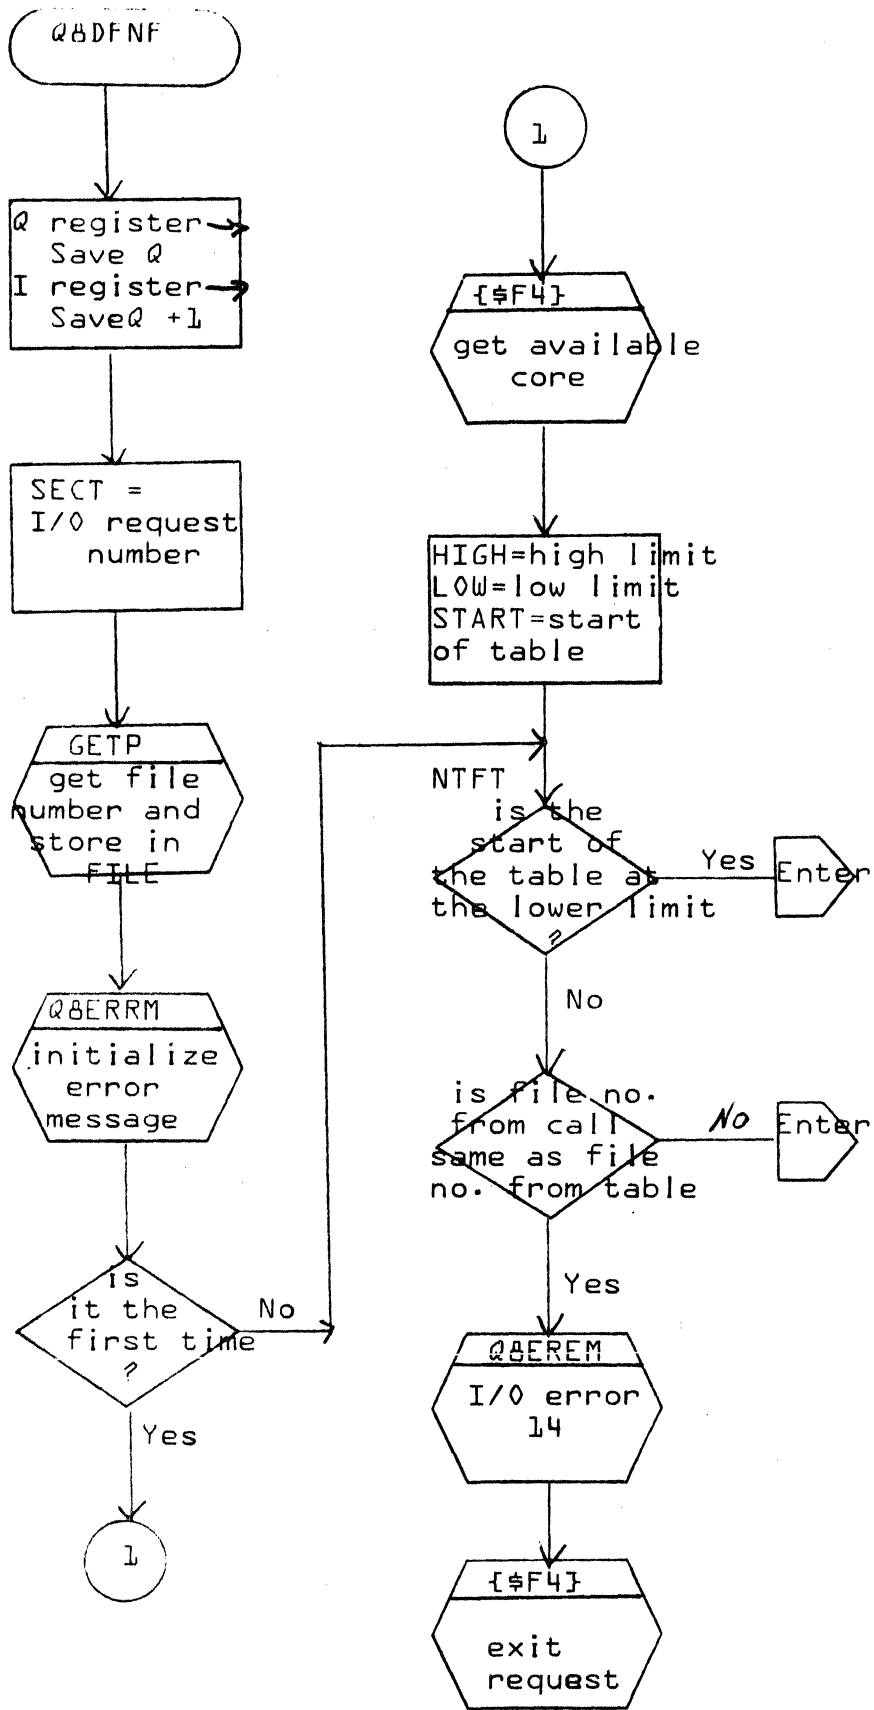 Q8DFNF
Q register→
Save Q
I register→
SaveQ +1
SECT =
I/O request
number
GETP
get file
number and
store in
FILE
Q8ERRM
initialize
error
message
is
it the
first time
?
No
Yes
1
1
{$F4}
get available
core
HIGH=high limit
LOW=low limit
START=start
of table
NTFT
is the
start of
the table at
the lower limit
?
Yes
Enter
No
is file no.
from call
same as file
no. from table
No
Enter
Yes
Q8EREM
I/O error
14
{$F4}
exit
request